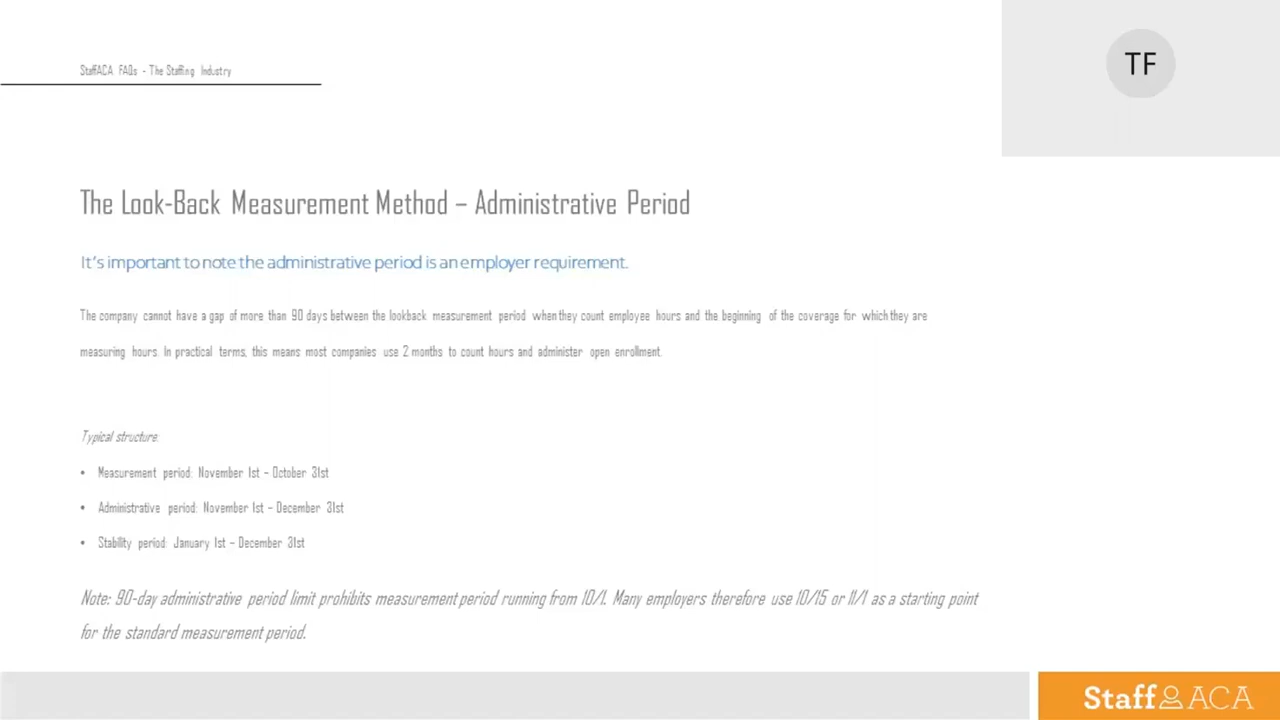 StaffACA FAQs - The Staffing Industry
TF
The Look-Back Measurement Method – Administrative Period
It's important to note the administrative period is an employer requirement.
The company cannot have a gap of more than 90 days between the lookback measurement period when they count employee hours and the beginning of the coverage for which they are
measuring hours. In practical terms, this means most companies use 2 months to count hours and administer open enrollment.
Typical structure:
• Measurement period: November 1st – October 31st
• Administrative period: November 1st – December 31st
• Stability period: January 1st – December 31st
Note: 90-day administrative period limit prohibits measurement period running from 10/1. Many employers therefore use 10/15 or 11/1 as a starting point
for the standard measurement period.
Staff ACA